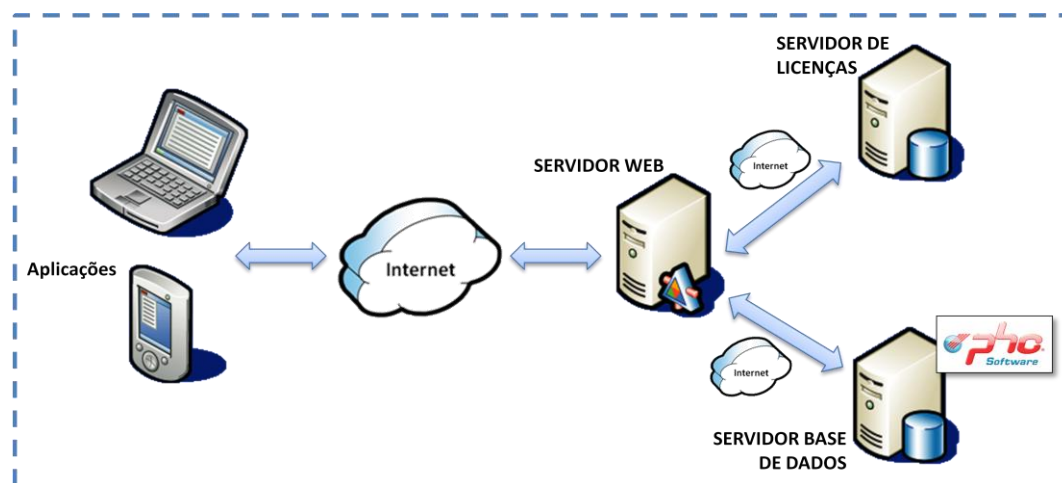 SERVIDOR DE
LICENÇAS
Internet
SERVIDOR WEB
Aplicações
Internet
phc
Software
Internet
SERVIDOR BASE
DE DADOS